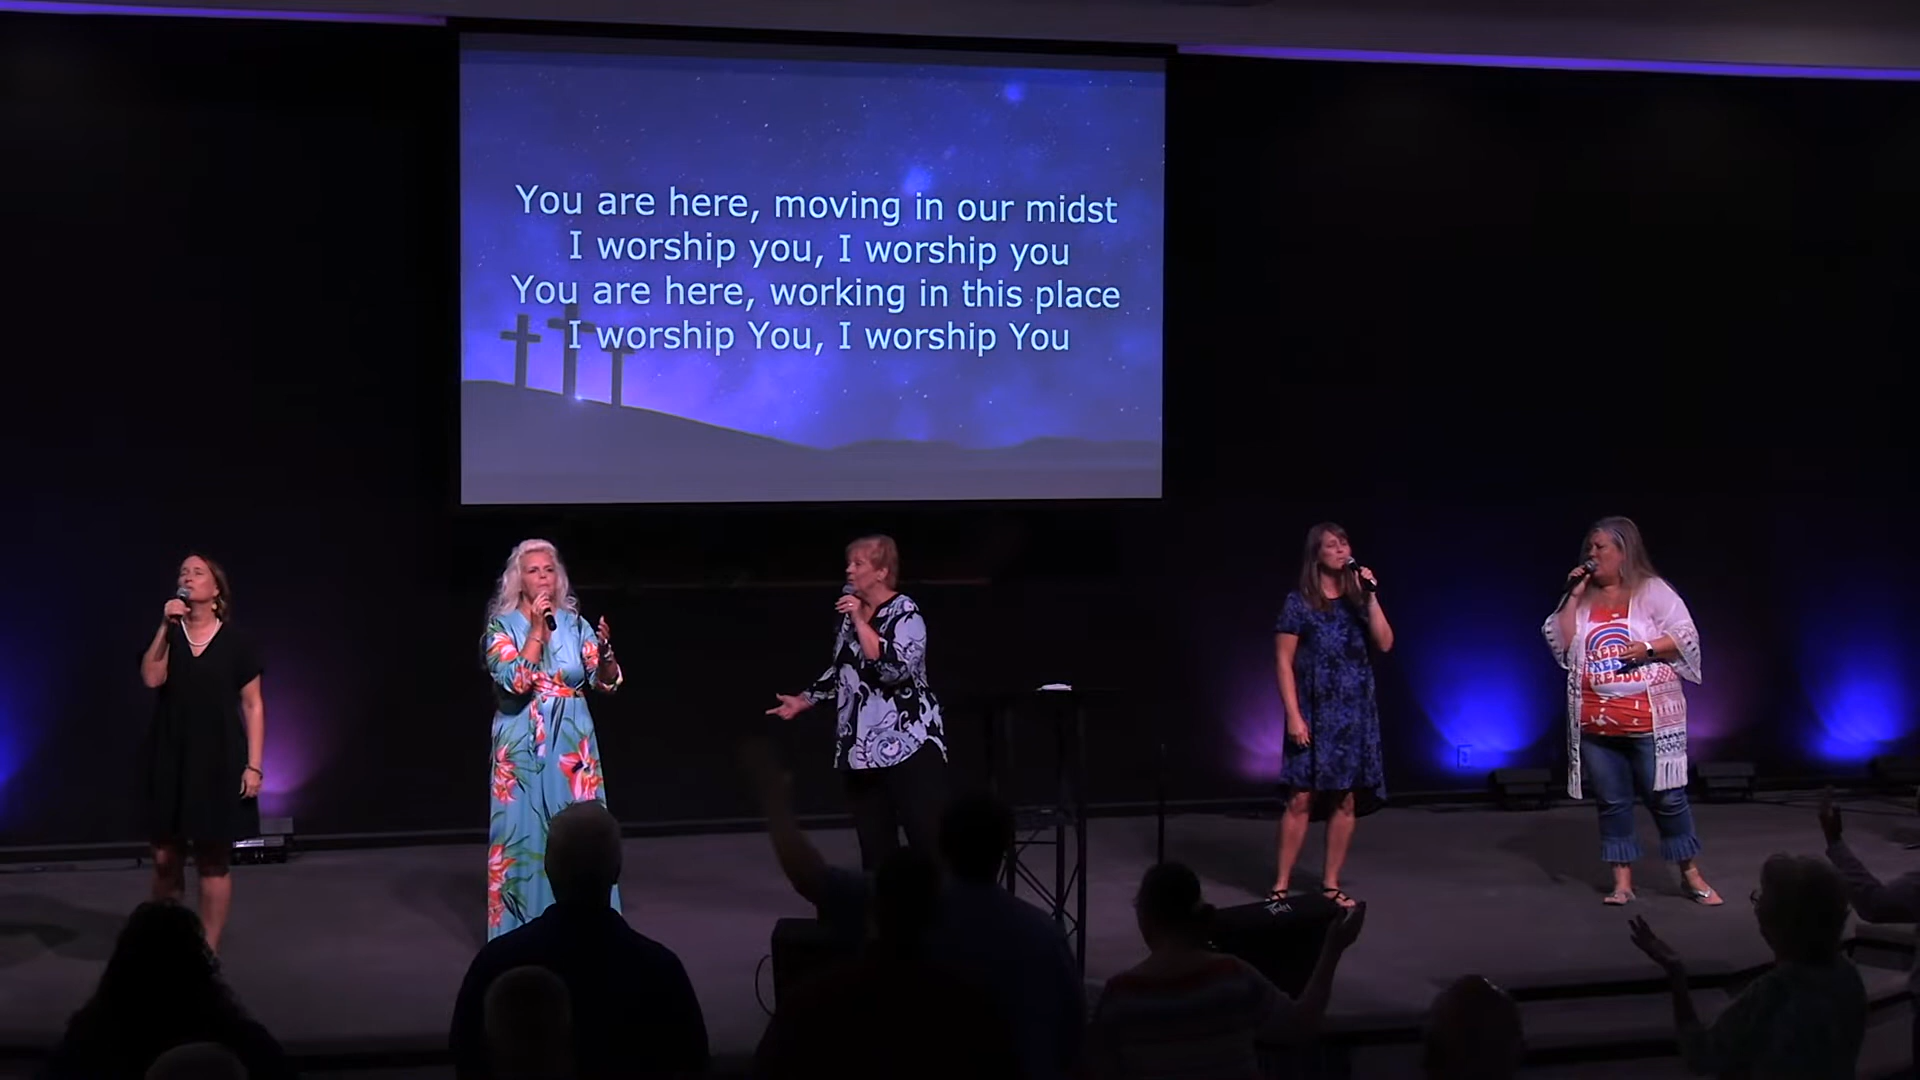 You are here, moving in our midst
I worship you, I worship you
You are here, working in this place
I worship You, I worship You